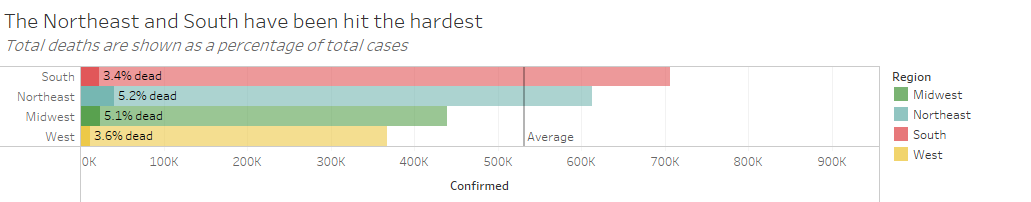 The Northeast and South have been hit the hardest
Total deaths are shown as a percentage of total cases
South 3.4% dead
Northeast 5.2% dead
Midwest 5.1% dead
West 3.6% dead
Average
0K 100K 200K 300K 400K 500K 600K 700K 800K 900K
Confirmed
Region
Midwest
Northeast
South
West